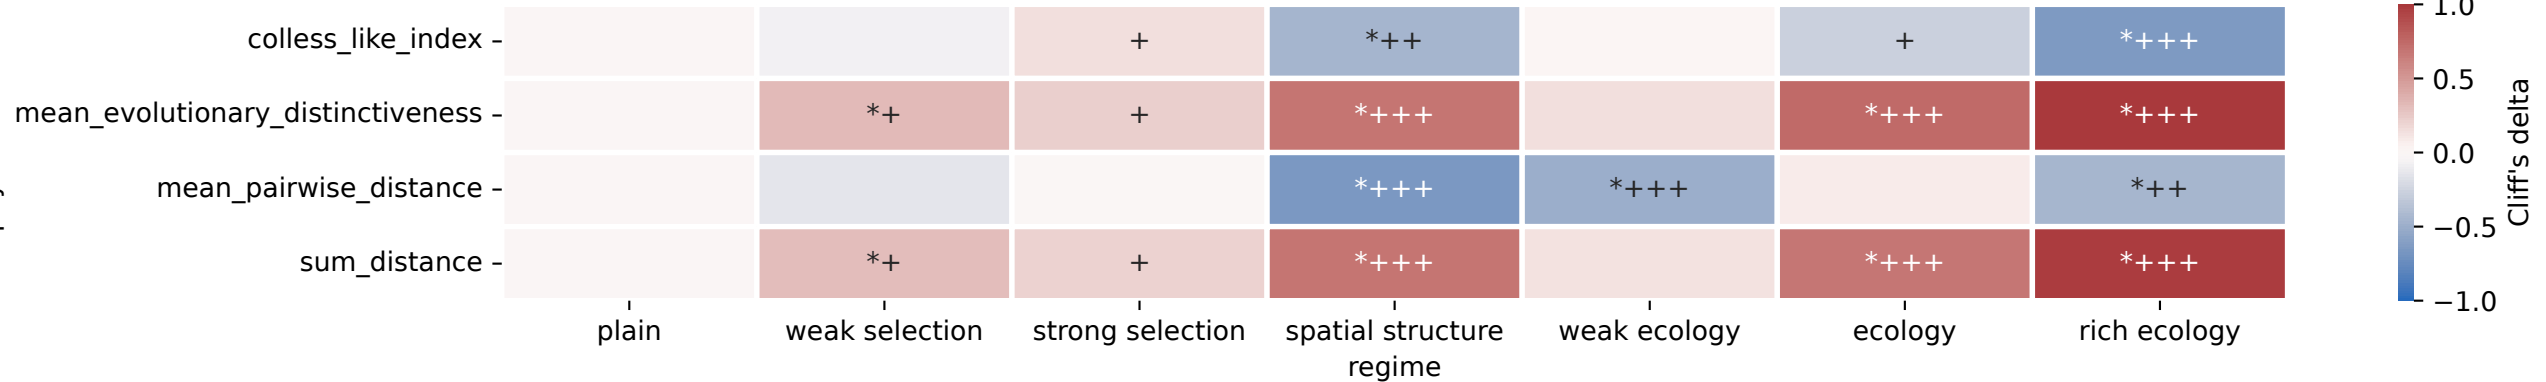 colless_like_index + *++ + *+++
mean_evolutionary_distinctiveness *+ + *+++ *+++ *+++
mean_pairwise_distance *+++ *+++ *++
sum_distance *+ + *+++ *+++ *+++
plain weak selection strong selection spatial structure weak ecology ecology rich ecology
regime
1.0
0.5
0.0
−0.5
−1.0
Cliff's delta